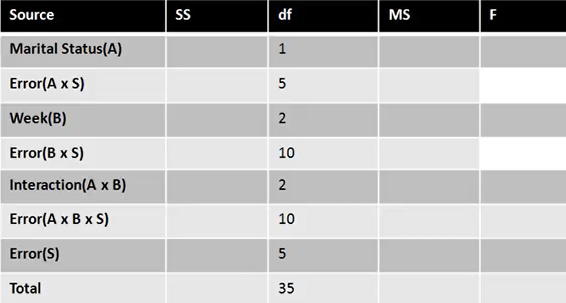 Source SS df MS F
Marital Status(A) 1
Error(A x S) 5
Week(B) 2
Error(B x S) 10
Interaction(A x B) 2
Error(A x B x S) 10
Error(S) 5
Total 35